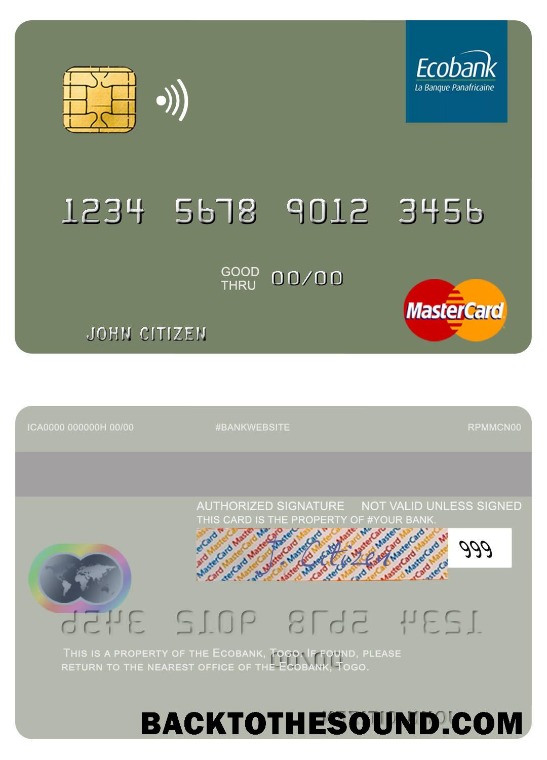 Ecobank
La Banque Panafricaine
1234 5678 9012 3456
GOOD THRU 00/00
MasterCard
JOHN CITIZEN
ICA0000 000000H 00/00 #BANKWEBSITE RPMMCN00
AUTHORIZED SIGNATURE NOT VALID UNLESS SIGNED
THIS CARD IS THE PROPERTY OF #YOUR BANK.
MasterCard
999
THIS IS A PROPERTY OF THE ECOBANK, TOGO. IF FOUND, PLEASE
RETURN TO THE NEAREST OFFICE OF THE ECOBANK, TOGO.
BACKTOTHESOUND.COM